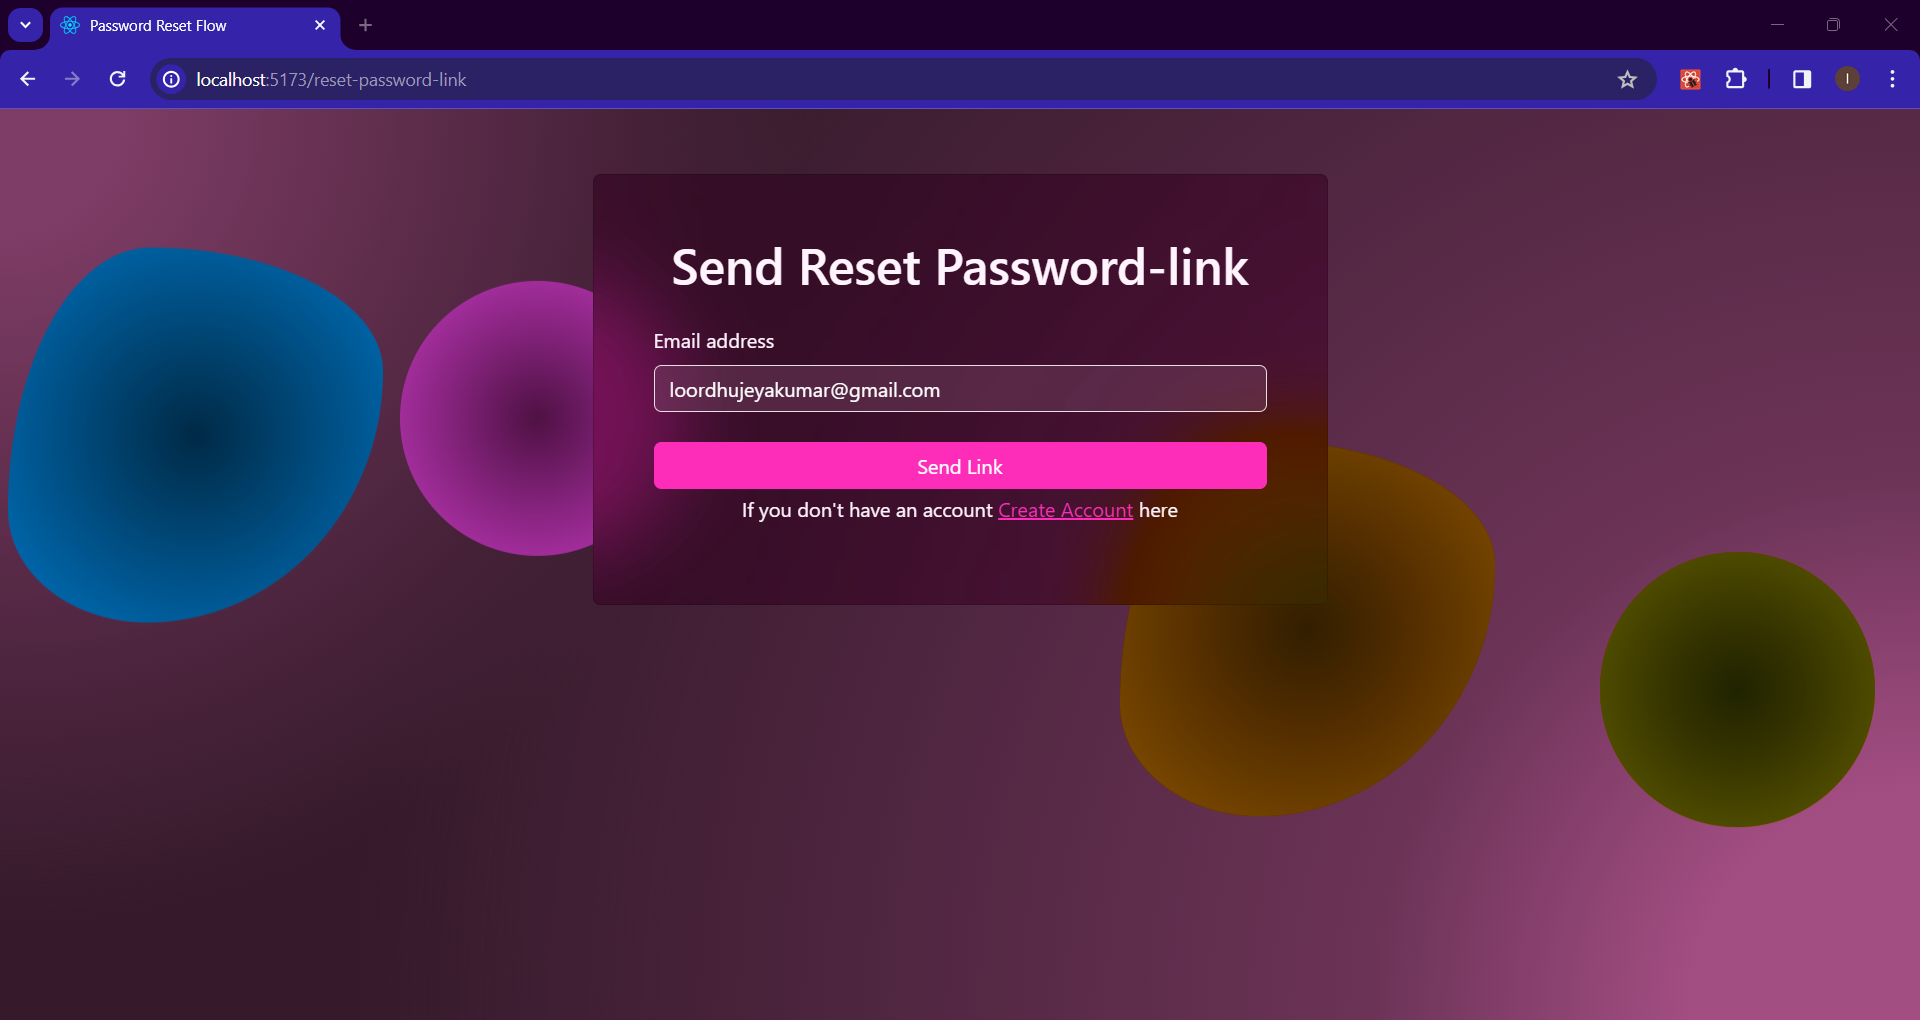 Password Reset Flow
localhost:5173/reset-password-link
I
Send Reset Password-link
Email address
loordhujeyakumar@gmail.com
Send Link
If you don't have an account Create Account here